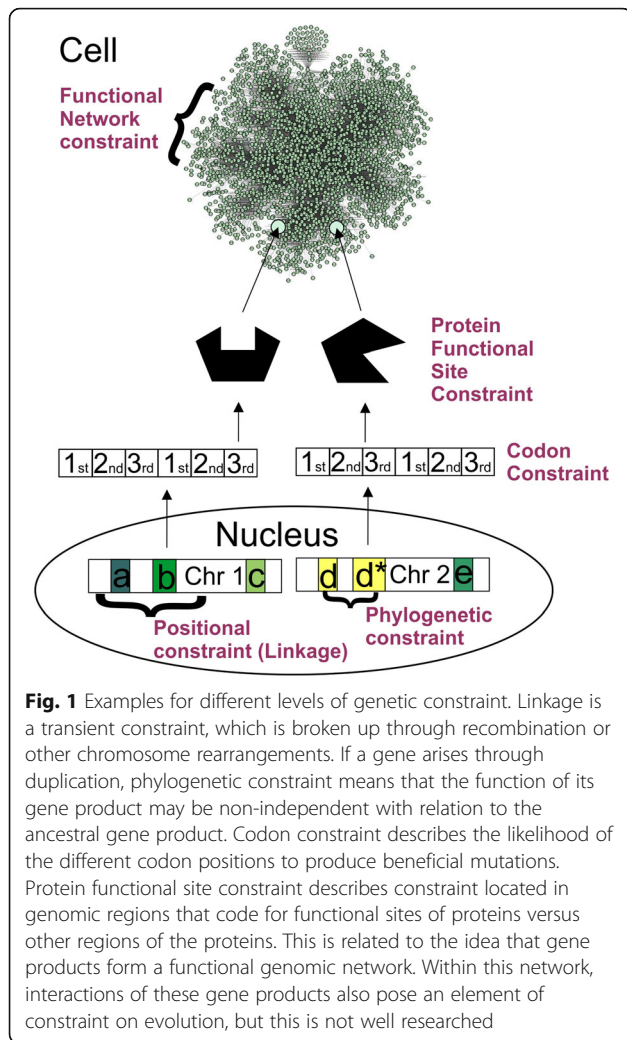 Cell
Functional
Network
constraint
Protein
Functional
Site
Constraint
1st 2nd 3rd 1st 2nd 3rd
1st 2nd 3rd 1st 2nd 3rd
Codon
Constraint
Nucleus
a b Chr 1 c
d d* Chr 2 e
Positional
constraint (Linkage)
Phylogenetic
constraint
Fig. 1 Examples for different levels of genetic constraint. Linkage is
a transient constraint, which is broken up through recombination or
other chromosome rearrangements. If a gene arises through
duplication, phylogenetic constraint means that the function of its
gene product may be non-independent with relation to the
ancestral gene product. Codon constraint describes the likelihood of
the different codon positions to produce beneficial mutations.
Protein functional site constraint describes constraint located in
genomic regions that code for functional sites of proteins versus
other regions of the proteins. This is related to the idea that gene
products form a functional genomic network. Within this network,
interactions of these gene products also pose an element of
constraint on evolution, but this is not well researched